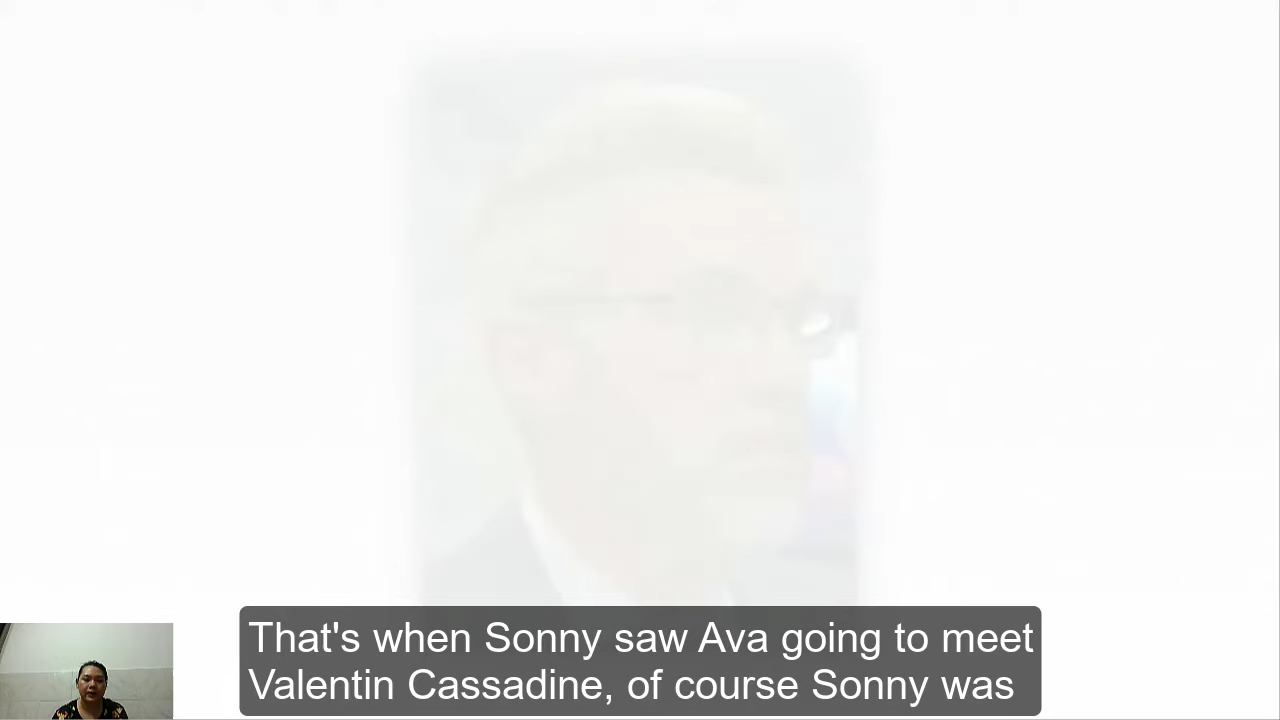 That's when Sonny saw Ava going to meet
Valentin Cassadine, of course Sonny was